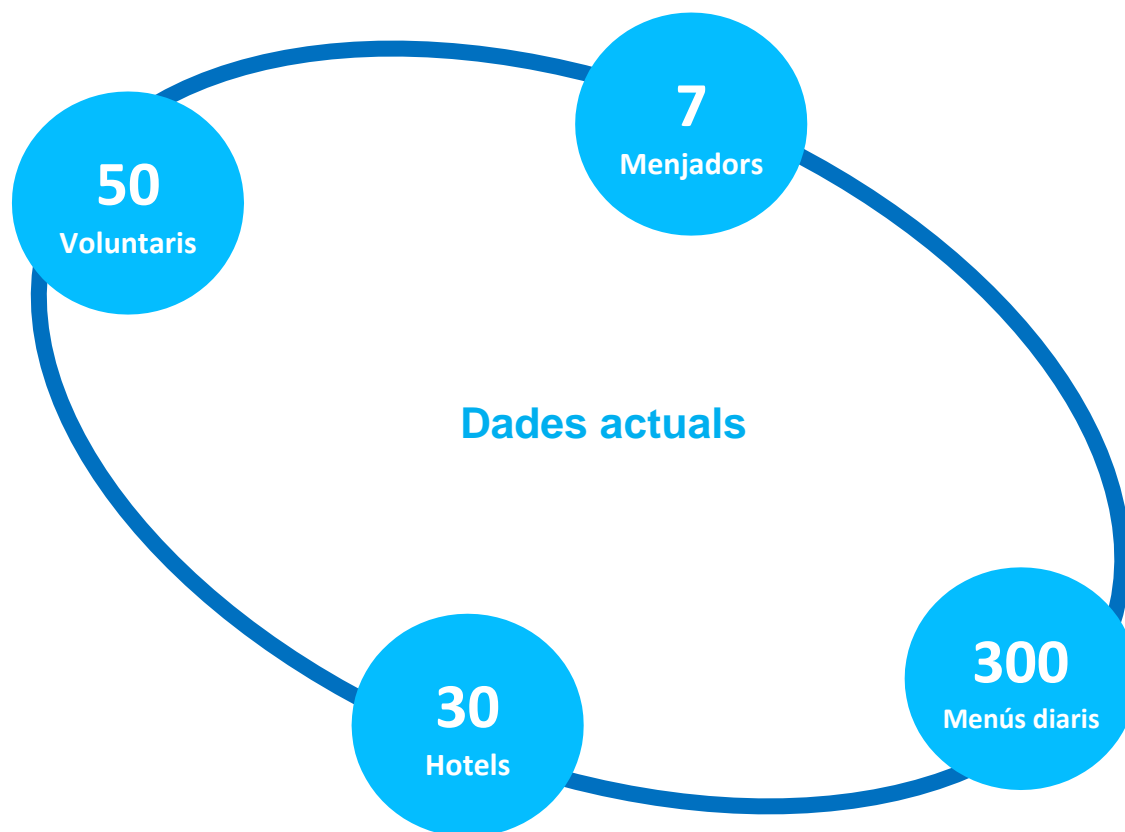 7
Menjadors
50
Voluntaris
Dades actuals
300
Menús diaris
30
Hotels